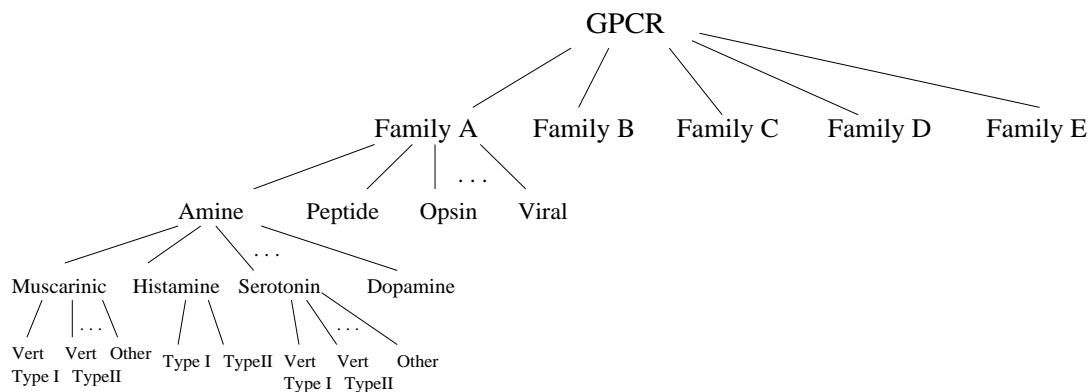 GPCR
Family A Family B Family C Family D Family E
. . .
Amine Peptide Opsin Viral
. . .
Muscarinic Histamine Serotonin Dopamine
. . . . . .
Vert Vert Other Type I TypeII Vert Vert Other
Type I TypeII Type I TypeII